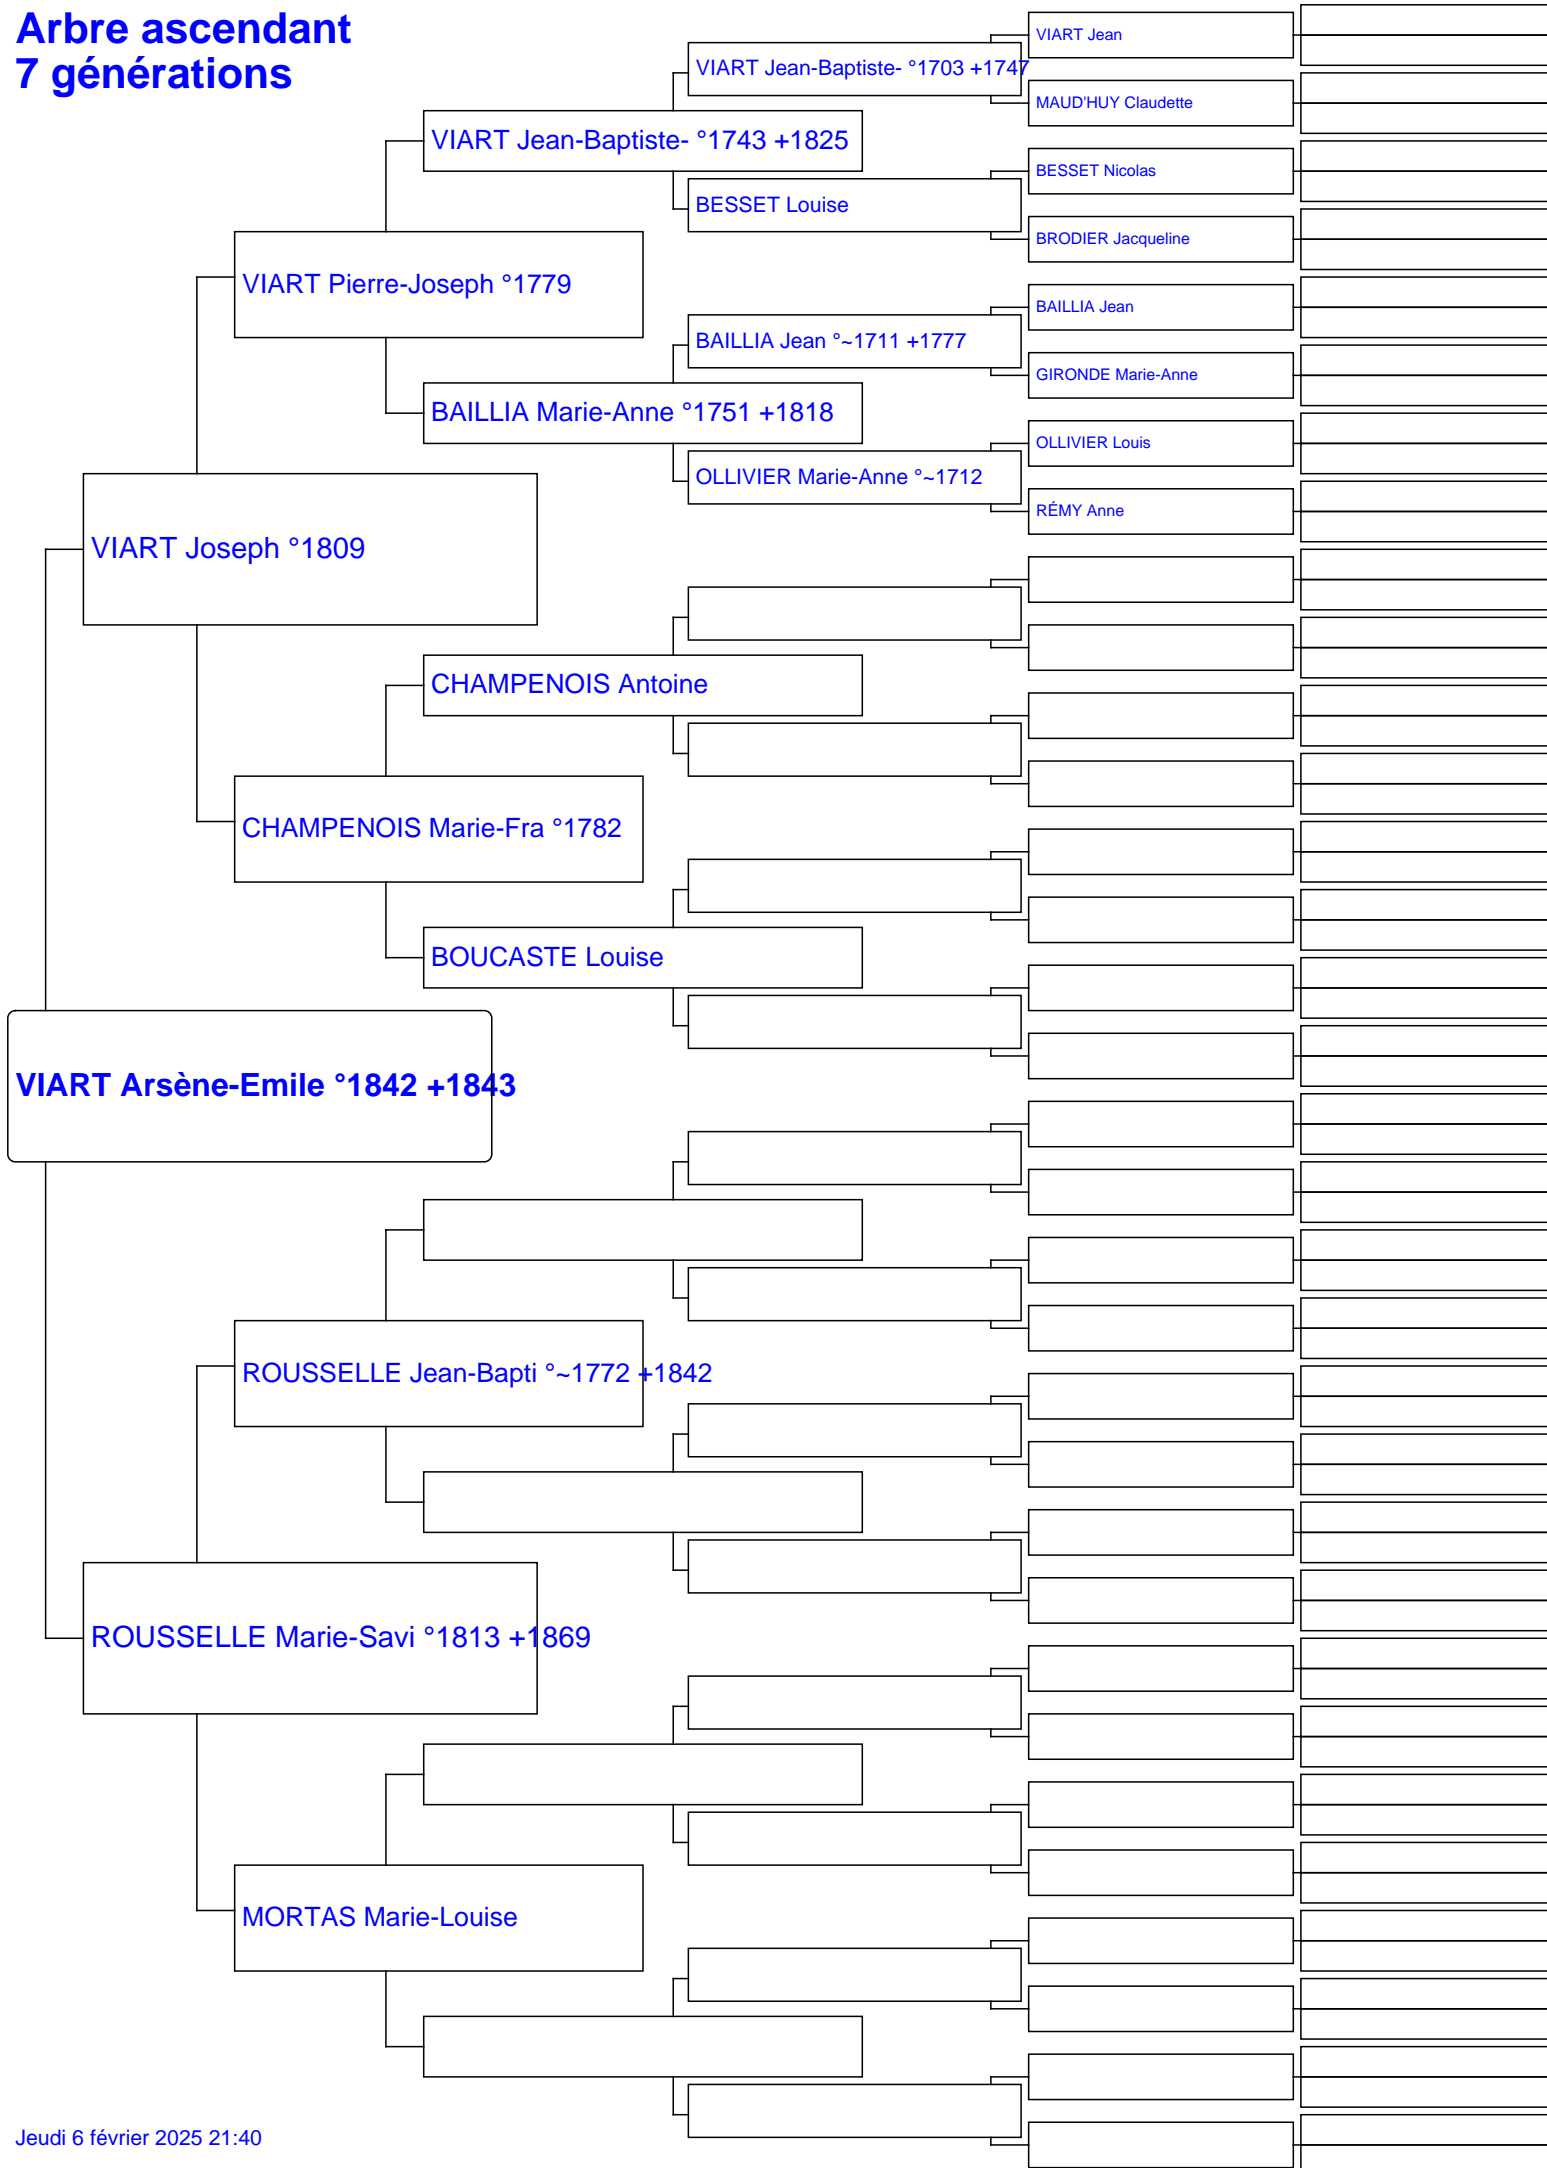 Arbre ascendant
7 générations
VIART Jean
VIART Jean-Baptiste- °1703 +1747
MAUD'HUY Claudette
VIART Jean-Baptiste- °1743 +1825
BESSET Nicolas
BESSET Louise
BRODIER Jacqueline
VIART Pierre-Joseph °1779
BAILLIA Jean
BAILLIA Jean °~1711 +1777
GIRONDE Marie-Anne
BAILLIA Marie-Anne °1751 +1818
OLLIVIER Louis
OLLIVIER Marie-Anne °~1712
RÉMY Anne
VIART Joseph °1809
CHAMPENOIS Antoine
CHAMPENOIS Marie-Fra °1782
BOUCASTE Louise
VIART Arsène-Emile °1842 +1843
ROUSSELLE Jean-Bapti °~1772 +1842
ROUSSELLE Marie-Savi °1813 +1869
MORTAS Marie-Louise
Jeudi 6 février 2025 21:40